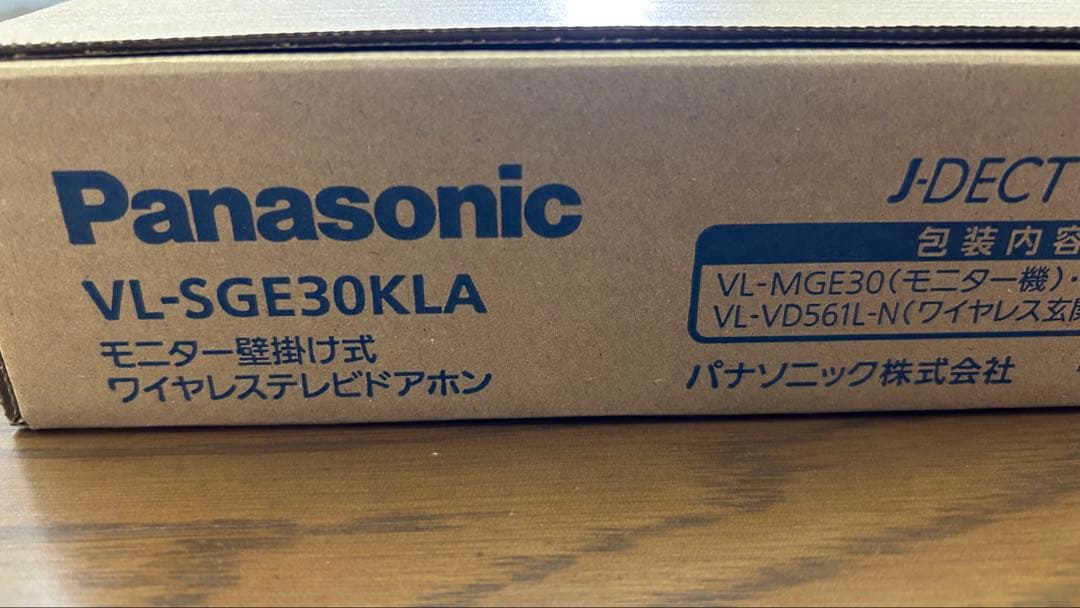 Panasonic
VL-SGE30KLA
モニター壁掛け式
ワイヤレステレビドアホン
J-DECT
包装内容
VL-MGE30(モニター機)・
VL-VD561L-N(ワイヤレス玄関
パナソニック株式会社